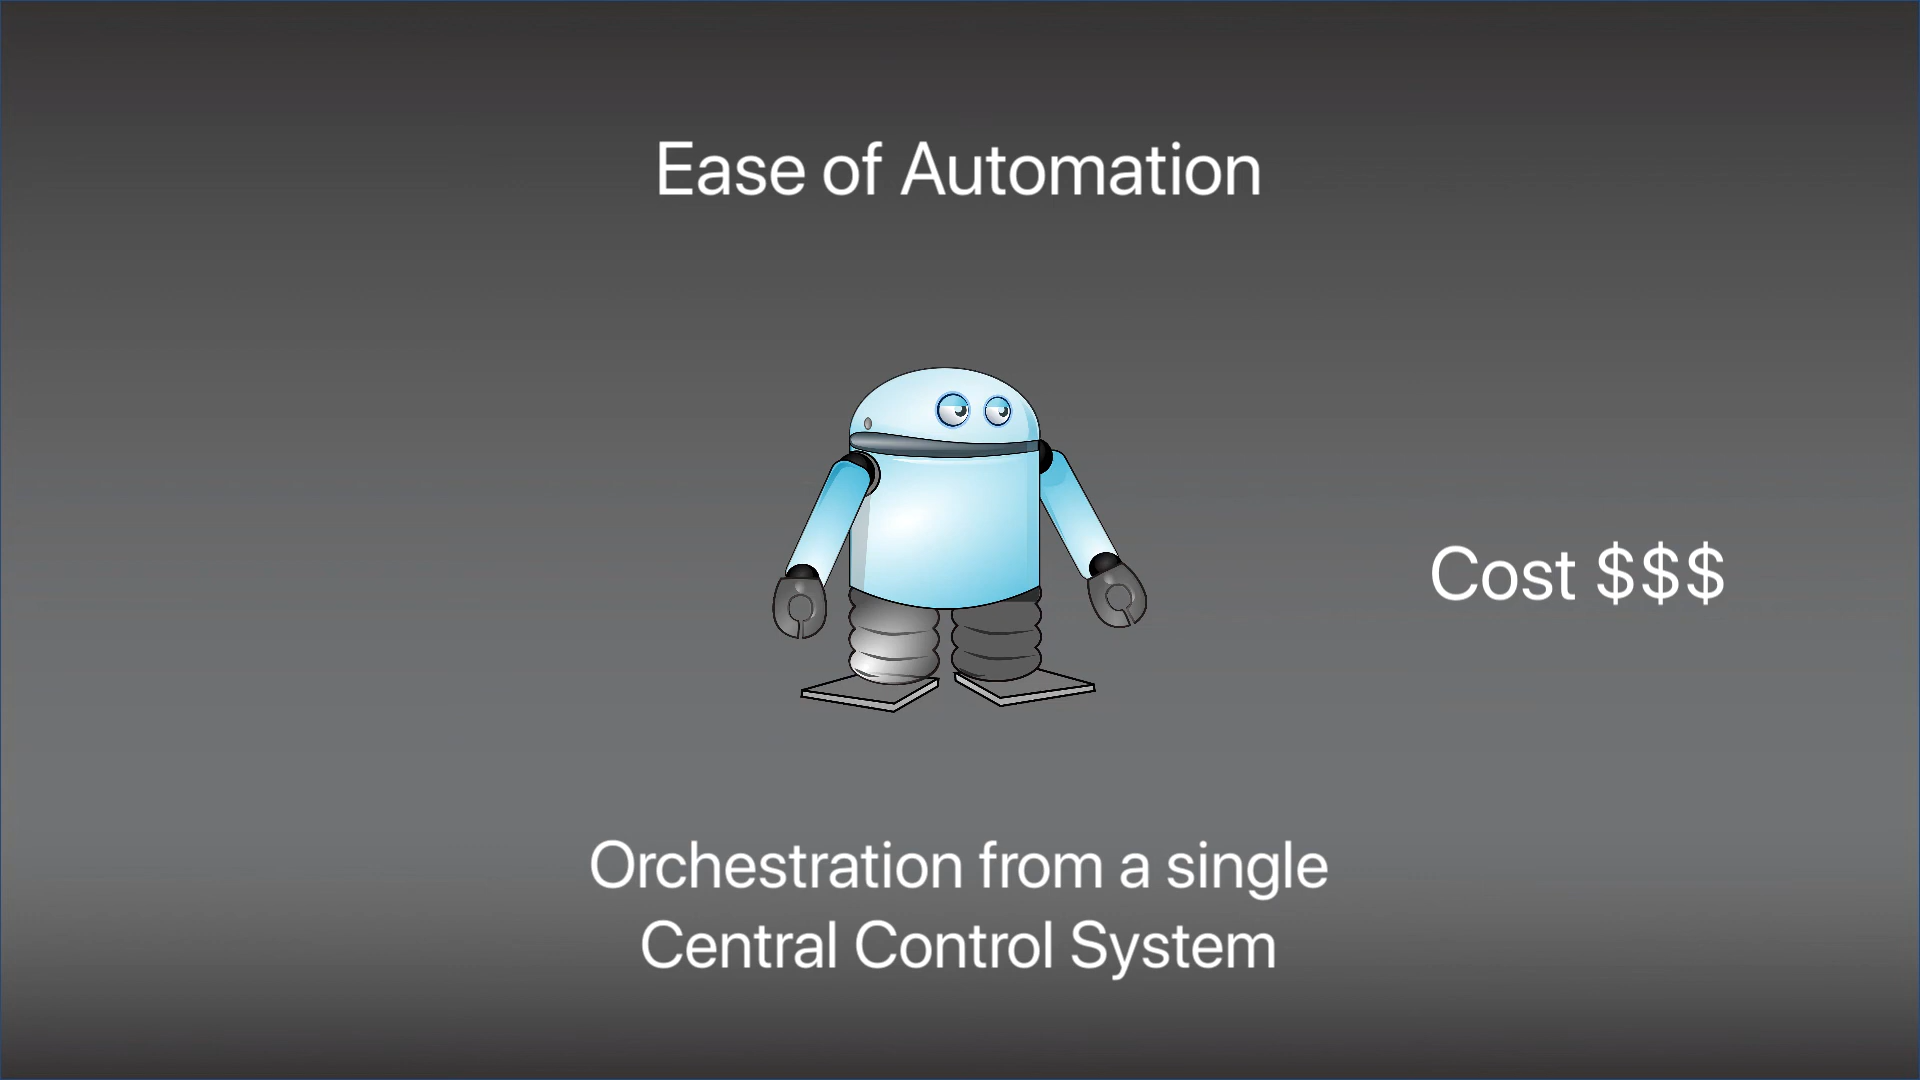 Ease of Automation
Cost $$$
Orchestration from a single
Central Control System